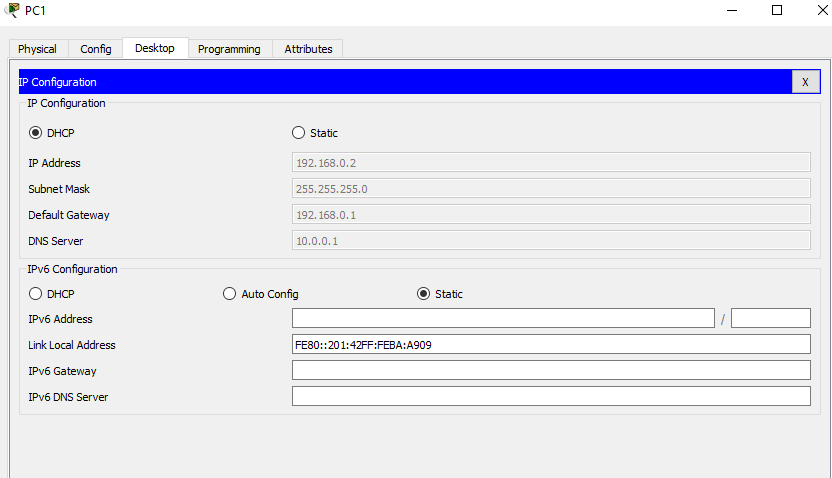 PC1
Physical Config Desktop Programming Attributes
IP Configuration
X
IP Configuration
DHCP Static
IP Address 192.168.0.2
Subnet Mask 255.255.255.0
Default Gateway 192.168.0.1
DNS Server 10.0.0.1
IPv6 Configuration
DHCP Auto Config Static
IPv6 Address /
Link Local Address FE80::201:42FF:FEBA:A909
IPv6 Gateway
IPv6 DNS Server